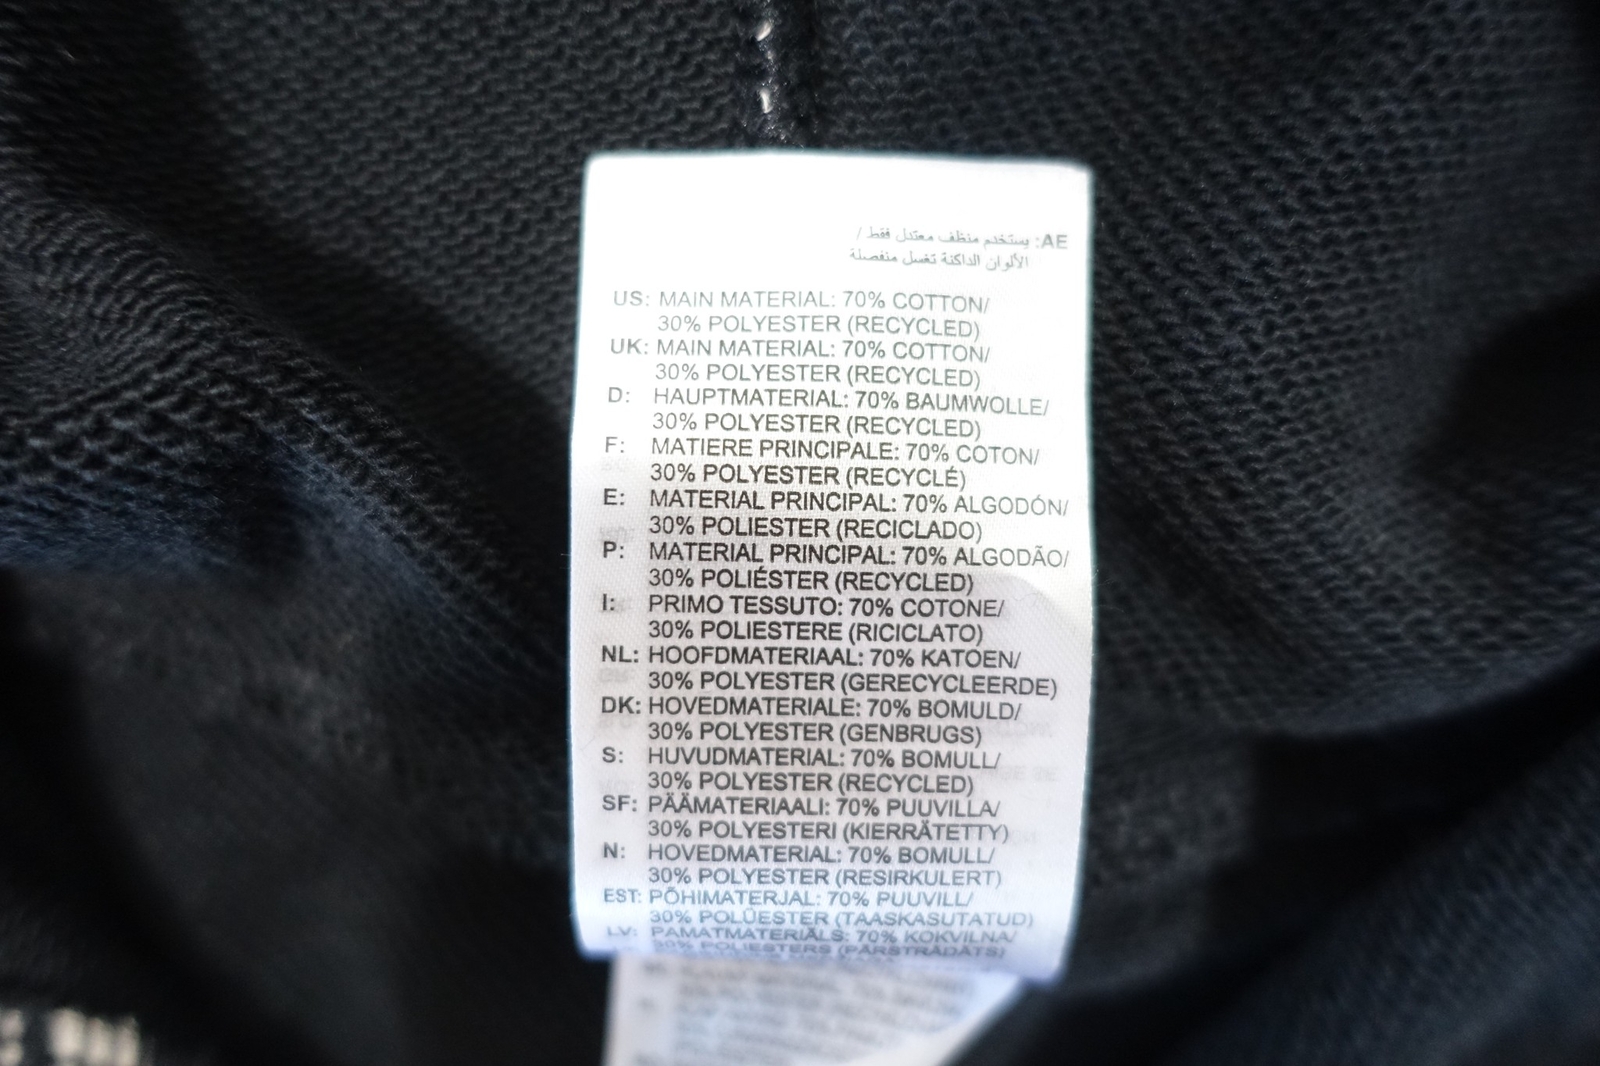 AE: يستخدم منظف معتدل فقط /
الألوان الداكنة تغسل منفصلة
US: MAIN MATERIAL: 70% COTTON/
30% POLYESTER (RECYCLED)
UK: MAIN MATERIAL: 70% COTTON/
30% POLYESTER (RECYCLED)
D: HAUPTMATERIAL: 70% BAUMWOLLE/
30% POLYESTER (RECYCLED)
F: MATIERE PRINCIPALE: 70% COTON/
30% POLYESTER (RECYCLÉ)
E: MATERIAL PRINCIPAL: 70% ALGODÓN/
30% POLIESTER (RECICLADO)
P: MATERIAL PRINCIPAL: 70% ALGODÃO/
30% POLIÉSTER (RECYCLED)
I: PRIMO TESSUTO: 70% COTONE/
30% POLIESTERE (RICICLATO)
NL: HOOFDMATERIAAL: 70% KATOEN/
30% POLYESTER (GERECYCLEERDE)
DK: HOVEDMATERIALE: 70% BOMULD/
30% POLYESTER (GENBRUGS)
S: HUVUDMATERIAL: 70% BOMULL/
30% POLYESTER (RECYCLED)
SF: PÄÄMATERIAALI: 70% PUUVILLA/
30% POLYESTERI (KIERRÄTETTY)
N: HOVEDMATERIAL: 70% BOMULL/
30% POLYESTER (RESIRKULERT)
EST: PÕHIMATERJAL: 70% PUUVILL/
30% POLÜESTER (TAASKASUTATUD)
LV: PAMATMATERIĀLS: 70% KOKVILNA/
30% POLIESTERS (PĀRSTRĀDĀTS)